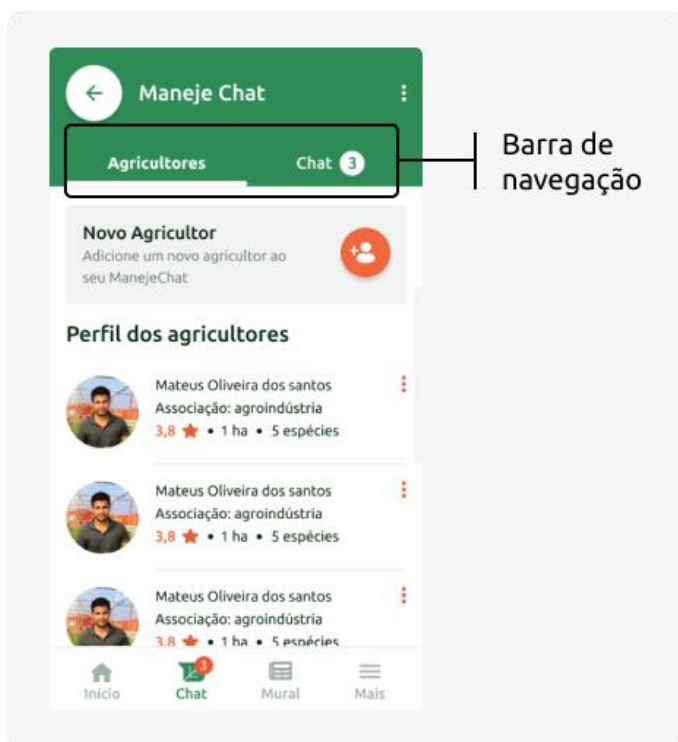 Maneje Chat
Agricultores
Chat 3
Barra de
navegação
Novo Agricultor
Adicione um novo agricultor ao
seu ManejeChat
Perfil dos agricultores
Mateus Oliveira dos santos
Associação: agroindústria
3,8 ★ • 1 ha • 5 espécies
Mateus Oliveira dos santos
Associação: agroindústria
3,8 ★ • 1 ha • 5 espécies
Mateus Oliveira dos santos
Associação: agroindústria
3,8 ★ • 1 ha • 5 espécies
3
Início
Chat
Mural
Mais